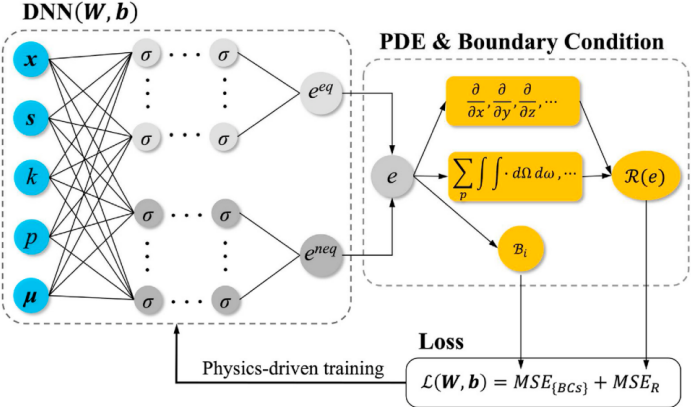 DNN(W, b)
PDE & Boundary Condition
x
s
k
p
μ
σ ··· σ
σ ··· σ
σ ··· σ
σ ··· σ
e^{eq}
e^{neq}
e
∂/∂x, ∂/∂y, ∂/∂z, ···
∑_p ∫∫ · dΩ dω, ···
ℛ(e)
ℬ_i
Loss
Physics-driven training
ℒ(W, b) = MSE_{{BCs}} + MSE_R